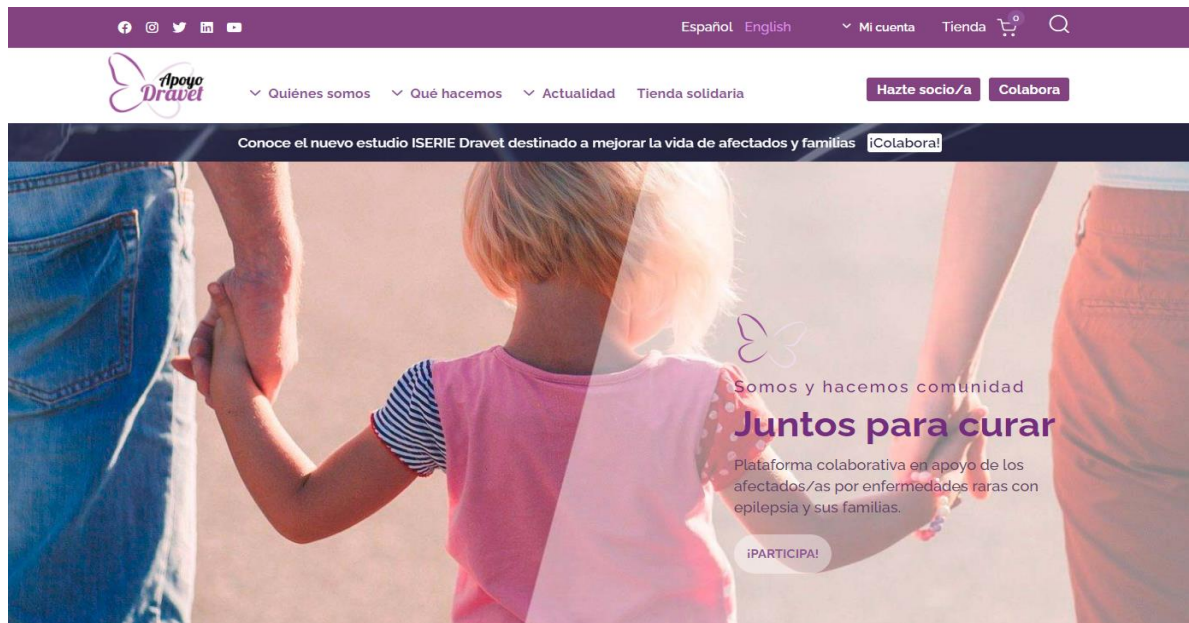 Español English Mi cuenta Tienda 0
Apoyo
Dravet
Quiénes somos Qué hacemos Actualidad Tienda solidaria Hazte socio/a Colabora
Conoce el nuevo estudio ISERIE Dravet destinado a mejorar la vida de afectados y familias ¡Colabora!
Somos y hacemos comunidad
Juntos para curar
Plataforma colaborativa en apoyo de los
afectados/as por enfermedades raras con
epilepsia y sus familias.
¡PARTICIPA!